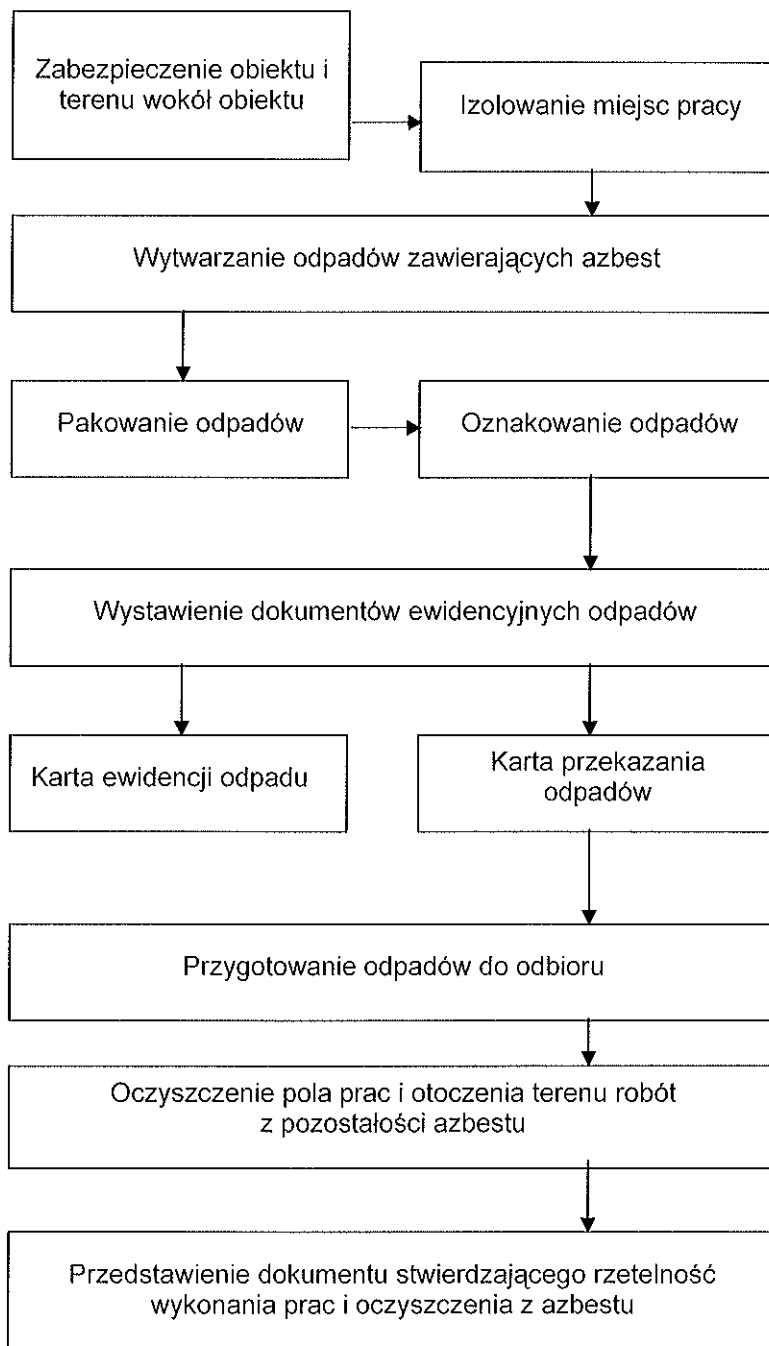 Zabezpieczenie obiektu i
terenu wokół obiektu
Izolowanie miejsc pracy
Wytwarzanie odpadów zawierających azbest
Pakowanie odpadów
Oznakowanie odpadów
Wystawienie dokumentów ewidencyjnych odpadów
Karta ewidencji odpadu
Karta przekazania
odpadów
Przygotowanie odpadów do odbioru
Oczyszczenie pola prac i otoczenia terenu robót
z pozostałości azbestu
Przedstawienie dokumentu stwierdzającego rzetelność
wykonania prac i oczyszczenia z azbestu